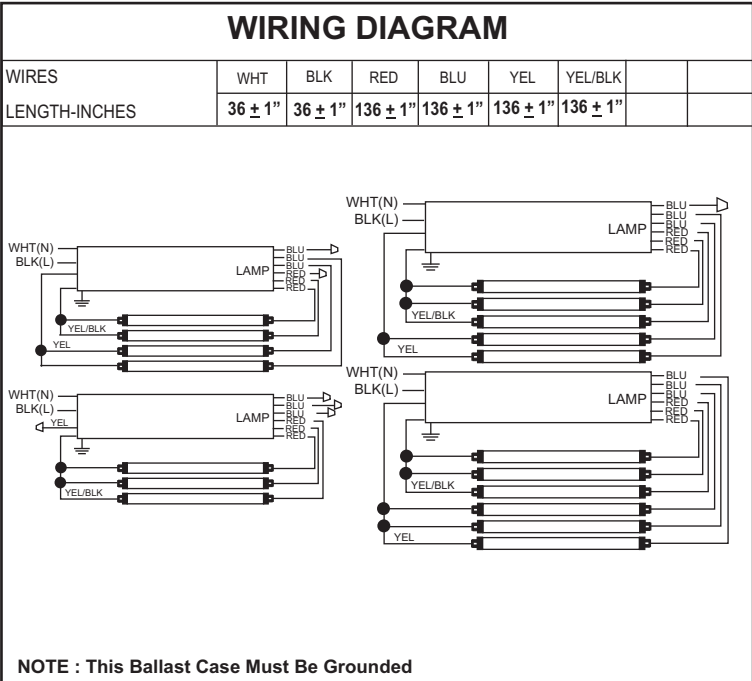 WIRING DIAGRAM
WIRES WHT BLK RED BLU YEL YEL/BLK
LENGTH-INCHES 36 ± 1” 36 ± 1” 136 ± 1” 136 ± 1” 136 ± 1” 136 ± 1”
WHT(N)
BLK(L)
LAMP
BLU
BLU
BLU
RED
RED
RED
YEL/BLK
YEL
WHT(N)
BLK(L)
LAMP
BLU
BLU
BLU
RED
RED
RED
YEL/BLK
YEL
WHT(N)
BLK(L)
YEL
LAMP
BLU
BLU
BLU
RED
RED
RED
YEL/BLK
WHT(N)
BLK(L)
LAMP
BLU
BLU
BLU
RED
RED
RED
YEL/BLK
YEL
NOTE : This Ballast Case Must Be Grounded